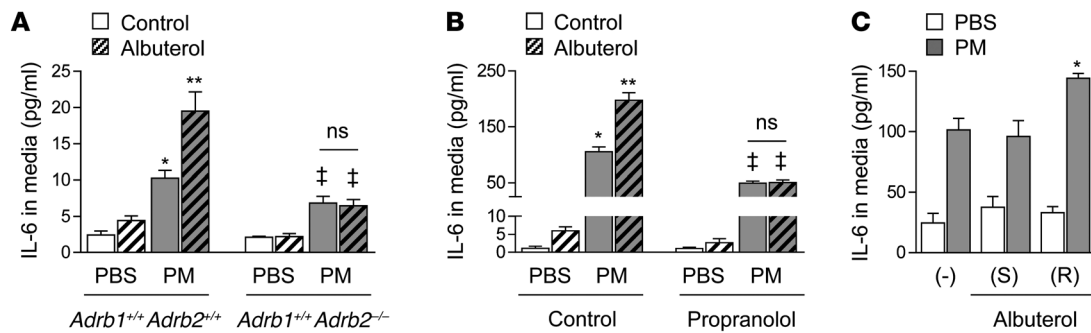 A
Control
Albuterol
IL-6 in media (pg/ml)
25
20
15
10
5
0
*
**
ns
‡ ‡
PBS PM PBS PM
Adrb1+/+ Adrb2+/+ Adrb1+/+ Adrb2–/–
B
Control
Albuterol
IL-6 in media (pg/ml)
250
150
50
10
5
0
*
**
ns
‡ ‡
PBS PM PBS PM
Control Propranolol
C
PBS
PM
IL-6 in media (pg/ml)
150
100
50
0
*
(-) (S) (R)
Albuterol